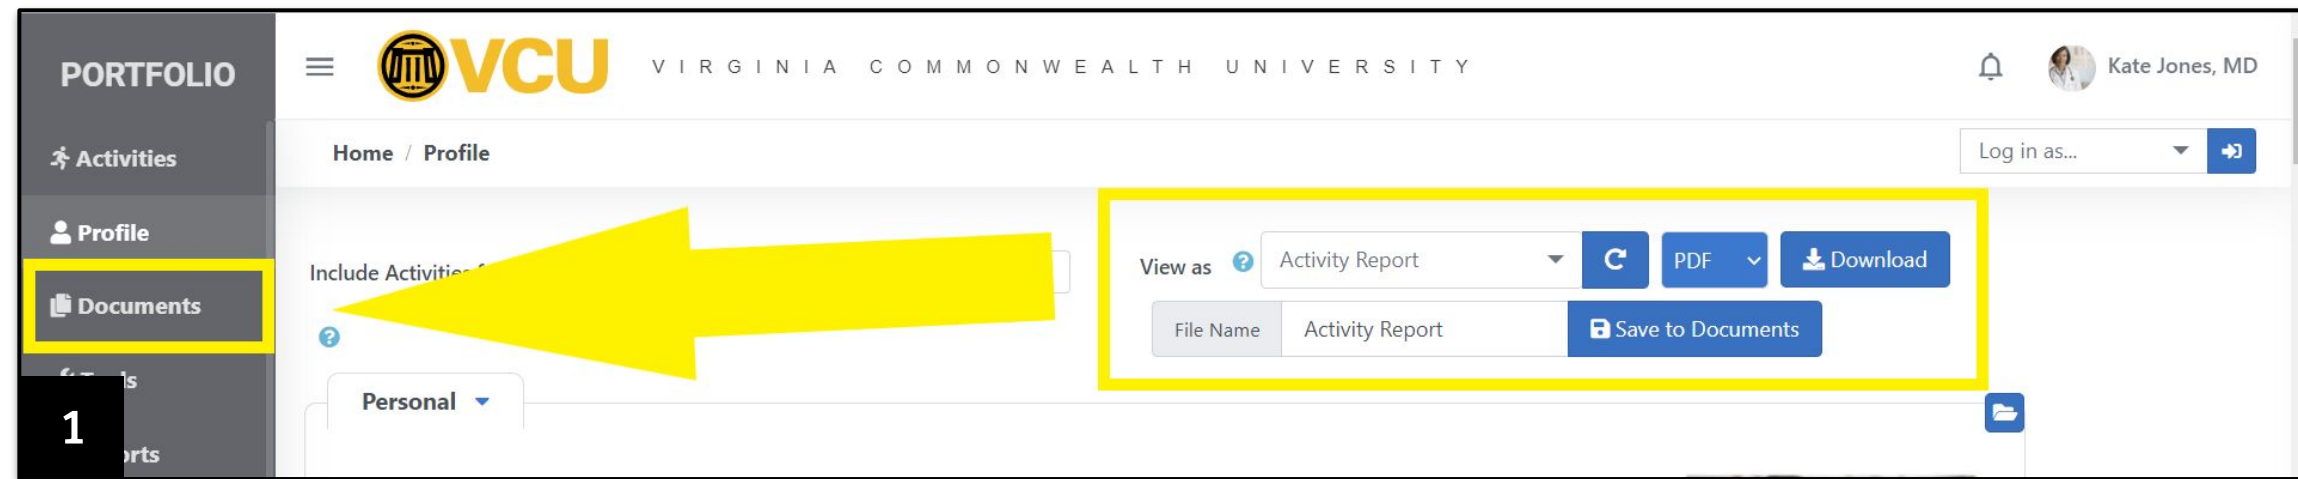 PORTFOLIO
VCU VIRGINIA COMMONWEALTH UNIVERSITY
Kate Jones, MD
Activities
Home / Profile
Log in as...
Profile
Include Activities
View as ? Activity Report PDF Download
Documents
?
File Name Activity Report Save to Documents
Personal
1